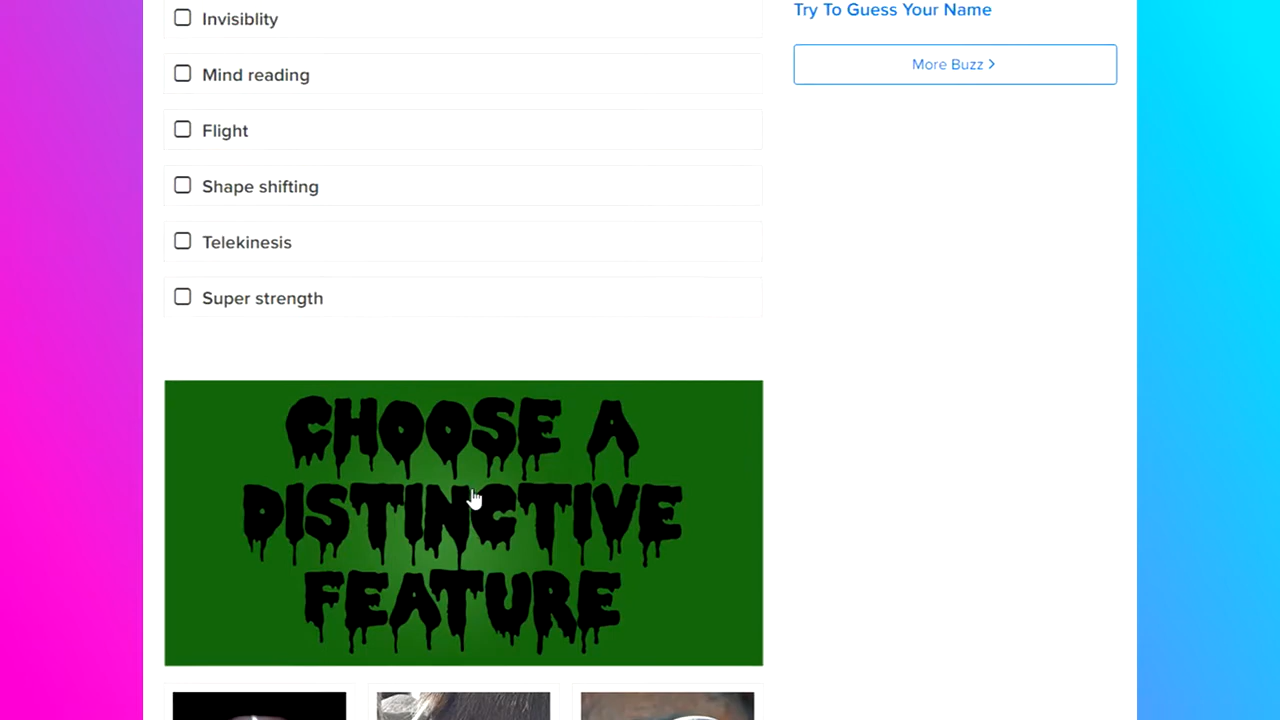 Invisiblity
Mind reading
Flight
Shape shifting
Telekinesis
Super strength
CHOOSE A
DISTINCTIVE
FEATURE
Try To Guess Your Name
More Buzz >